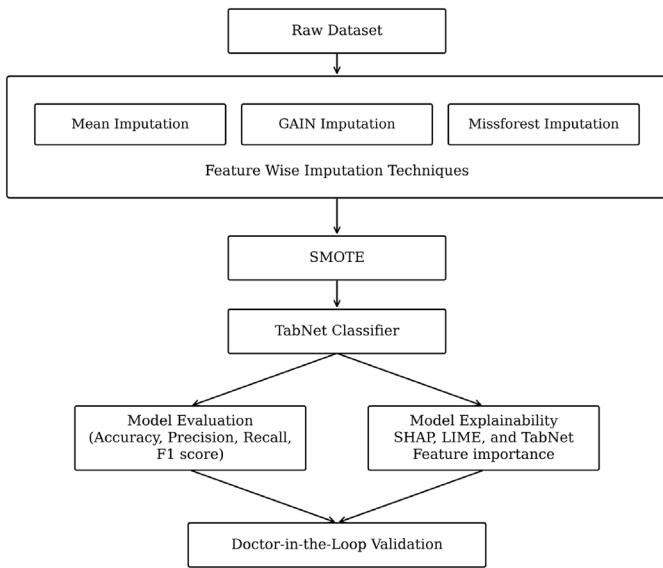 Raw Dataset
Mean Imputation
GAIN Imputation
Missforest Imputation
Feature Wise Imputation Techniques
SMOTE
TabNet Classifier
Model Evaluation
(Accuracy, Precision, Recall,
F1 score)
Model Explainability
SHAP, LIME, and TabNet
Feature importance
Doctor-in-the-Loop Validation